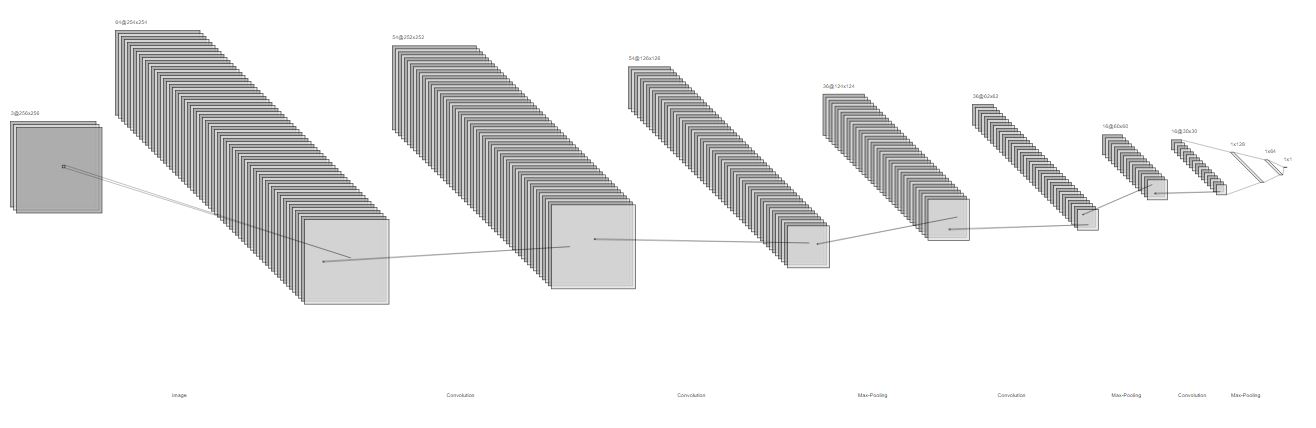 64@254x254
54@252x252
54@126x126
36@124x124
36@62x62
3@256x256
16@60x60
16@30x30
1x128
1x64
1x1
Image
Convolution
Convolution
Max-Pooling
Convolution
Max-Pooling
Convolution
Max-Pooling